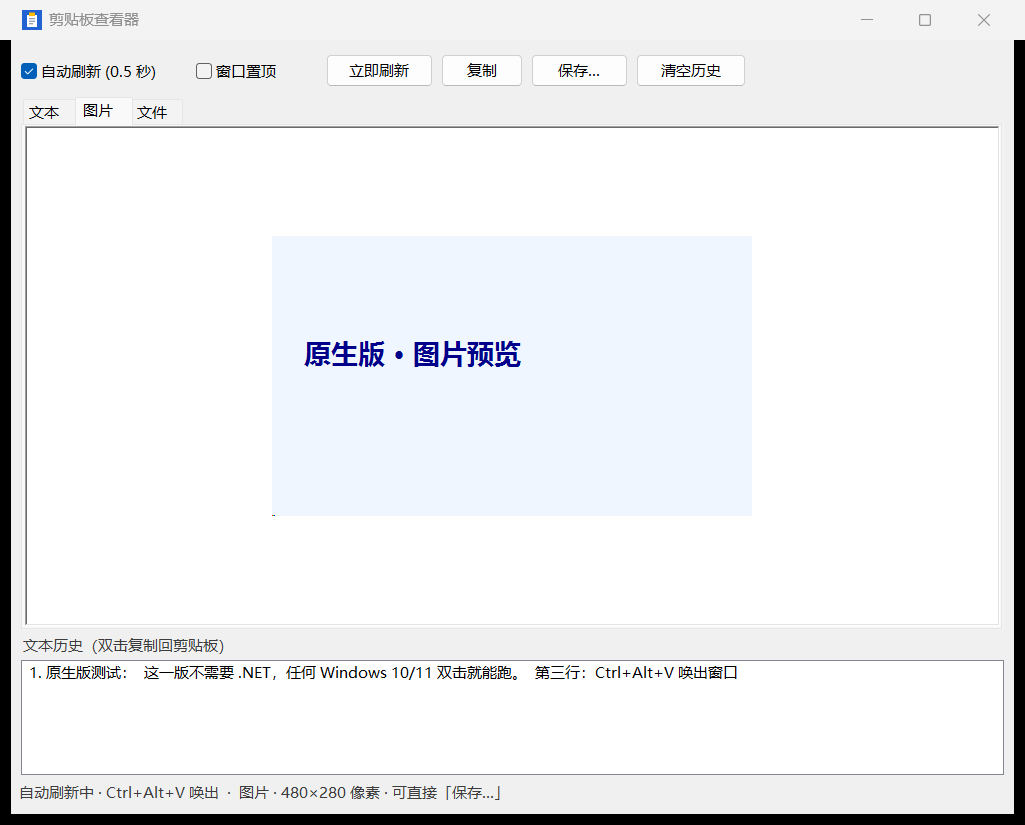 剪贴板查看器
自动刷新 (0.5 秒) 窗口置顶 立即刷新 复制 保存... 清空历史
文本 图片 文件
原生版 · 图片预览
文本历史（双击复制回剪贴板）
1. 原生版测试： 这一版不需要 .NET，任何 Windows 10/11 双击就能跑。 第三行：Ctrl+Alt+V 唤出窗口
自动刷新中 · Ctrl+Alt+V 唤出 · 图片 · 480×280 像素 · 可直接「保存...」